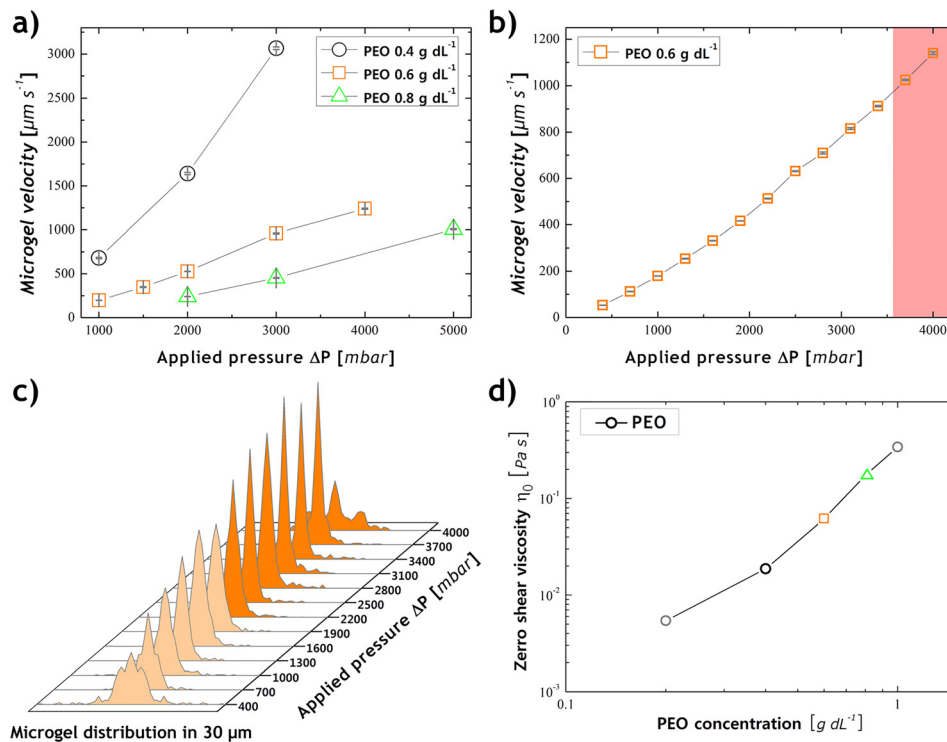 a)
Microgel velocity [μm s⁻¹]
3000
2500
2000
1500
1000
500
0
PEO 0.4 g dL⁻¹
PEO 0.6 g dL⁻¹
PEO 0.8 g dL⁻¹
1000 2000 3000 4000 5000
Applied pressure ΔP [mbar]
b)
Microgel velocity [μm s⁻¹]
1200
1000
800
600
400
200
0
PEO 0.6 g dL⁻¹
0 1000 2000 3000 4000
Applied pressure ΔP [mbar]
c)
4000
3700
3400
3100
2800
2500
2200
1900
1600
1300
1000
700
400
Applied pressure ΔP [mbar]
Microgel distribution in 30 μm
d)
Zerro shear viscosity η₀ [Pa s]
10⁰
10⁻¹
10⁻²
10⁻³
PEO
0.1 1
PEO concentration [g dL⁻¹]